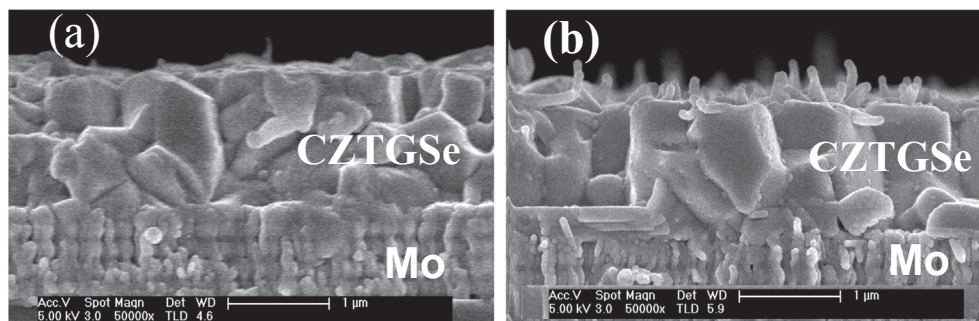 (a)
CZTGSe
Mo
Acc.V Spot Magn Det WD
5.00 kV 3.0 50000x TLD 4.6 1 μm
(b)
CZTGSe
Mo
Acc.V Spot Magn Det WD
5.00 kV 3.0 50000x TLD 5.9 1 μm